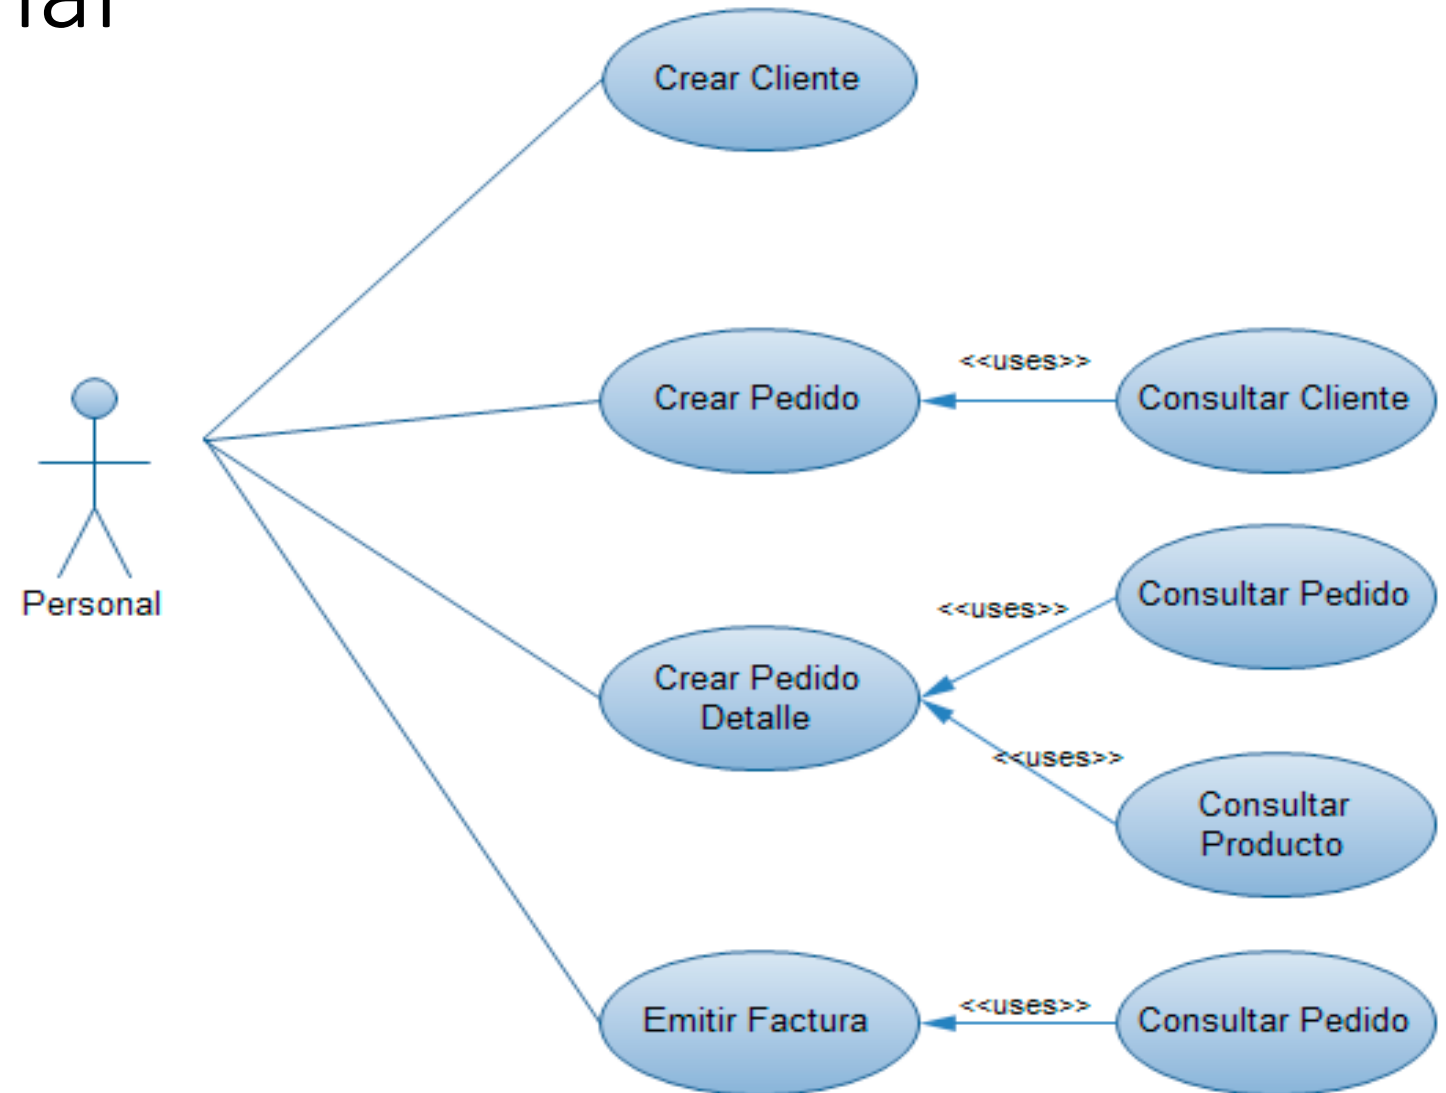 Crear Cliente
<<uses>>
Crear Pedido
Consultar Cliente
Consultar Pedido
<<uses>>
Personal
Crear Pedido
Detalle
<<uses>>
Consultar
Producto
<<uses>>
Emitir Factura
Consultar Pedido